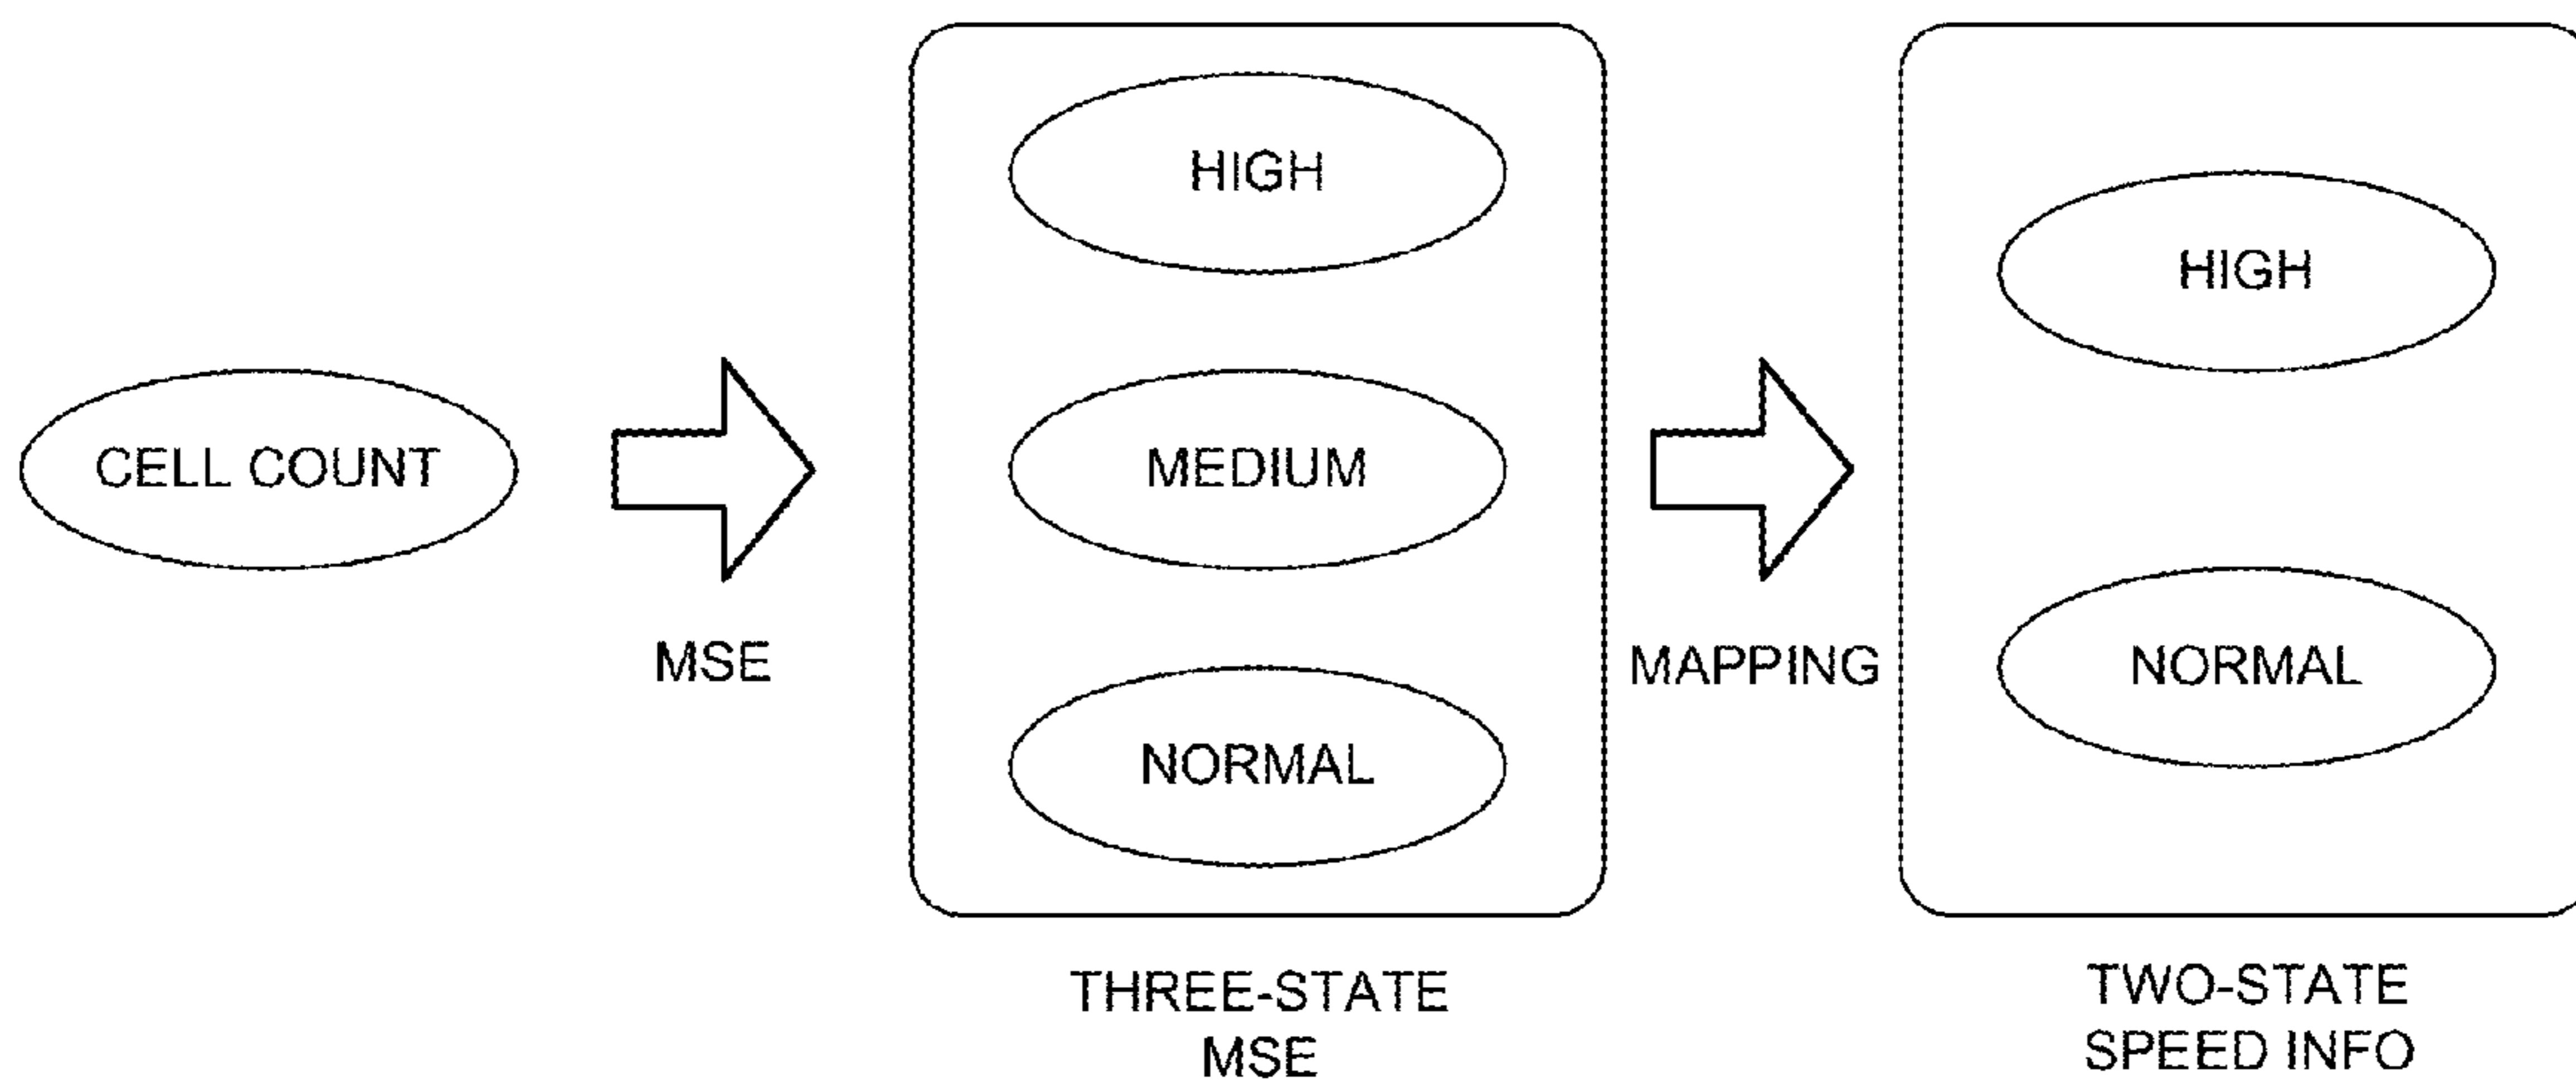 CELL COUNT
MSE
HIGH
MEDIUM
NORMAL
THREE-STATE
MSE
MAPPING
HIGH
NORMAL
TWO-STATE
SPEED INFO